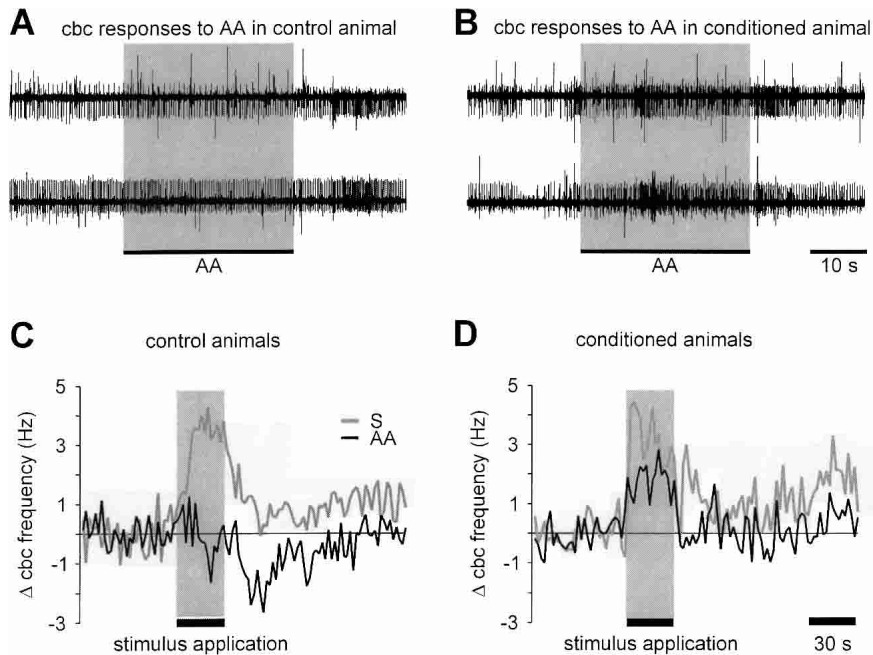 A cbc responses to AA in control animal
B cbc responses to AA in conditioned animal
AA
AA
10 s
C control animals
D conditioned animals
Δ cbc frequency (Hz)
5
3
1
-1
-3
S
AA
stimulus application
Δ cbc frequency (Hz)
5
3
1
-1
-3
stimulus application
30 s